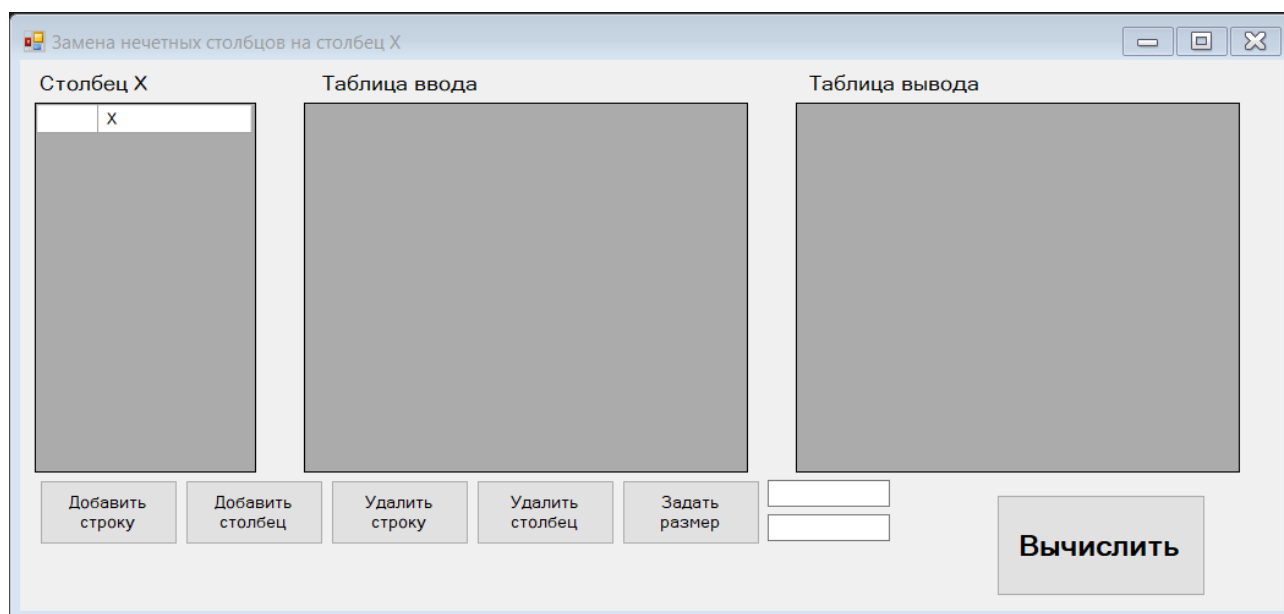 Замена нечетных столбцов на столбец X
Столбец X
Таблица ввода
Таблица вывода
X
Добавить
строку
Добавить
столбец
Удалить
строку
Удалить
столбец
Задать
размер
Вычислить